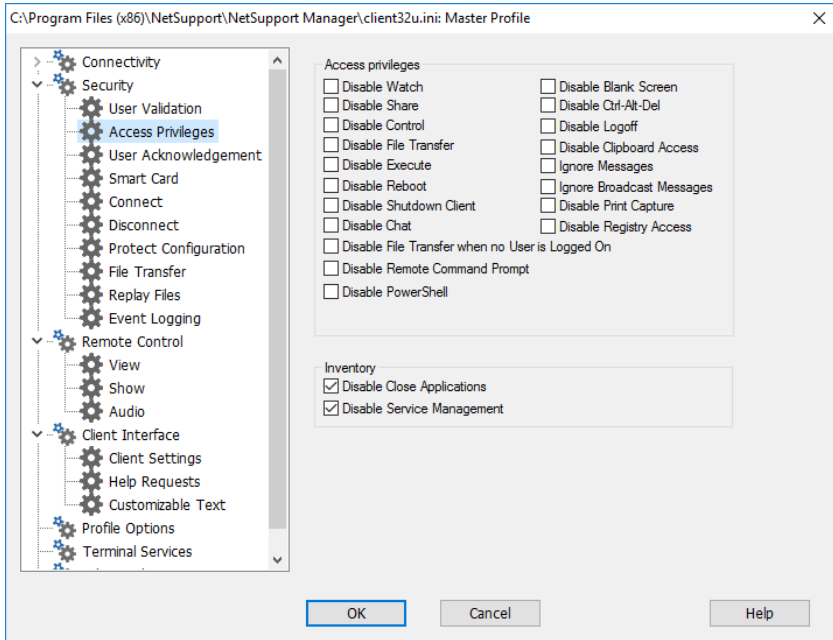 C:\Program Files (x86)\NetSupport\NetSupport Manager\client32u.ini: Master Profile
Connectivity
Security
User Validation
Access Privileges
User Acknowledgement
Smart Card
Connect
Disconnect
Protect Configuration
File Transfer
Replay Files
Event Logging
Remote Control
View
Show
Audio
Client Interface
Client Settings
Help Requests
Customizable Text
Profile Options
Terminal Services
Access privileges
Disable Watch
Disable Share
Disable Control
Disable File Transfer
Disable Execute
Disable Reboot
Disable Shutdown Client
Disable Chat
Disable File Transfer when no User is Logged On
Disable Remote Command Prompt
Disable PowerShell
Disable Blank Screen
Disable Ctrl-Alt-Del
Disable Logoff
Disable Clipboard Access
Ignore Messages
Ignore Broadcast Messages
Disable Print Capture
Disable Registry Access
Inventory
Disable Close Applications
Disable Service Management
OK
Cancel
Help